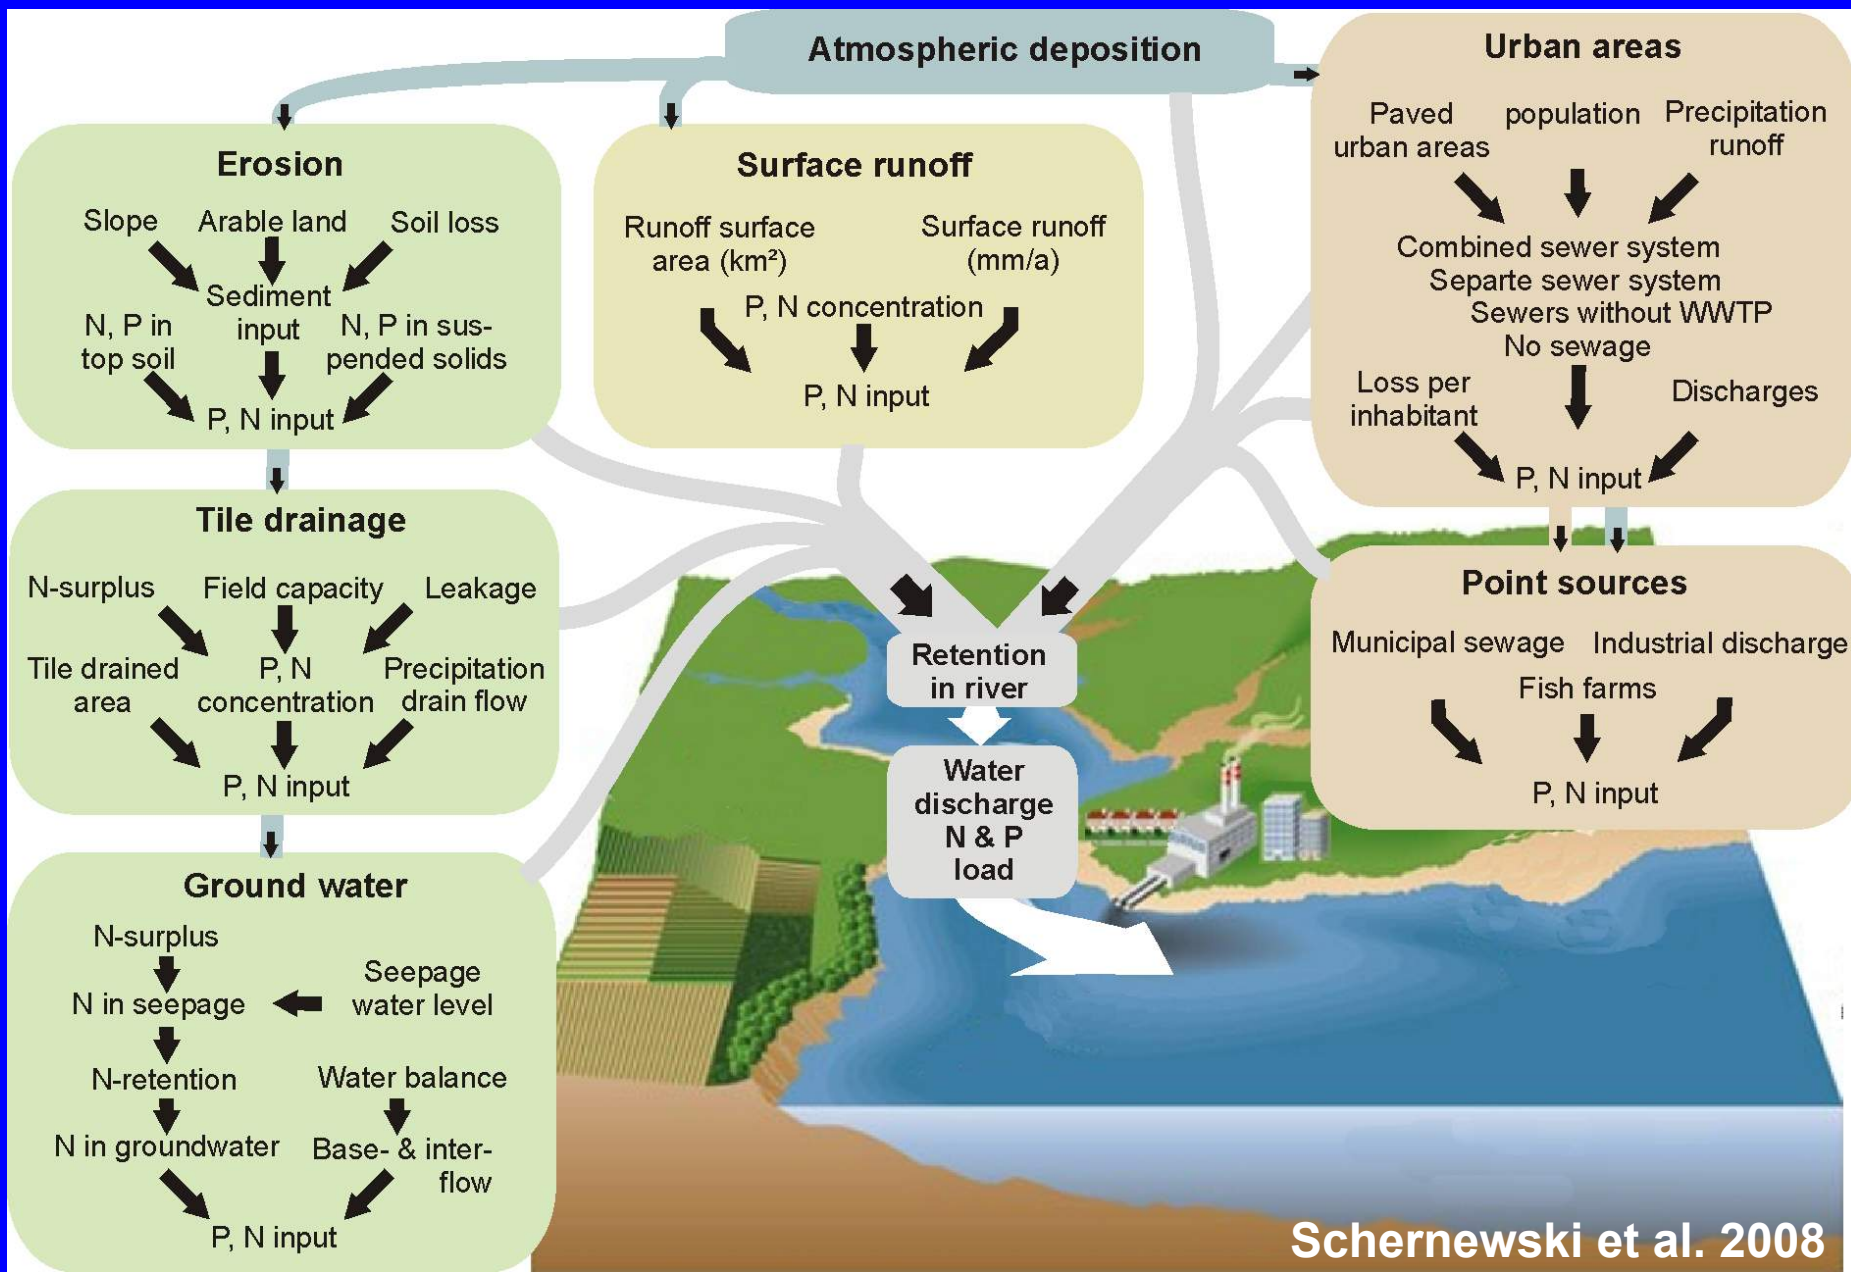 Atmospheric deposition
Erosion
Slope
Arable land
Soil loss
Sediment
input
N, P in
top soil
N, P in sus-
pended solids
P, N input
Tile drainage
N-surplus
Field capacity
Leakage
Tile drained
area
P, N
concentration
Precipitation
drain flow
P, N input
Ground water
N-surplus
N in seepage
Seepage
water level
N-retention
Water balance
N in groundwater
Base- & inter-
flow
P, N input
Surface runoff
Runoff surface
area (km²)
Surface runoff
(mm/a)
P, N concentration
P, N input
Retention
in river
Water
discharge
N & P
load
Urban areas
Paved
urban areas
population
Precipitation
runoff
Combined sewer system
Separte sewer system
Sewers without WWTP
No sewage
Loss per
inhabitant
Discharges
P, N input
Point sources
Municipal sewage
Industrial discharge
Fish farms
P, N input
Schernewski et al. 2008